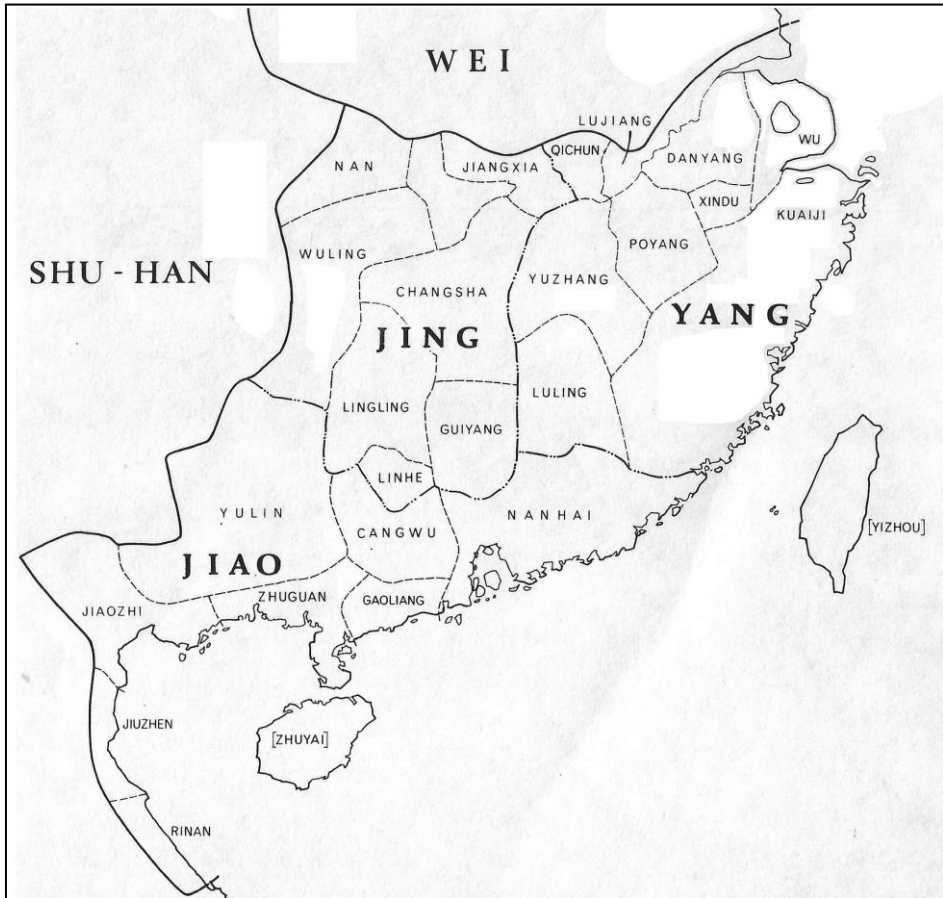 WEI
LUJIANG
QICHUN
WU
NAN
JIANGXIA
DANYANG
XINDU
KUAIJI
WULING
POYANG
SHU - HAN
YUZHANG
CHANGSHA
YANG
JING
LULING
LINGLING
GUIYANG
LINHE
YULIN
NANHAI
[YIZHOU]
CANGWU
JIAO
ZHUGUAN
GAOLIANG
JIAOZHI
JIUZHEN
[ZHUYAI]
RINAN